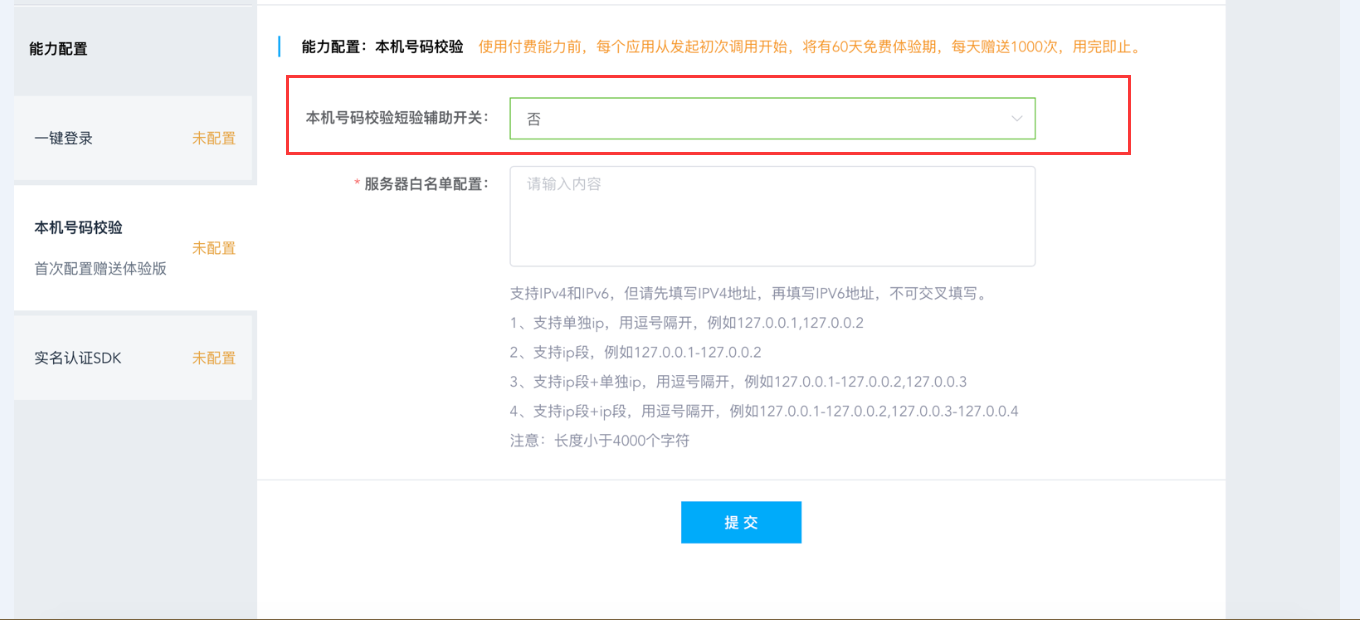 能力配置
一键登录 未配置
本机号码校验
未配置
首次配置赠送体验版
实名认证SDK 未配置
能力配置：本机号码校验 使用付费能力前，每个应用从发起初次调用开始，将有60天免费体验期，每天赠送1000次，用完即止。
本机号码校验短验辅助开关： 否
* 服务器白名单配置： 请输入内容
支持IPv4和IPv6，但请先填写IPV4地址，再填写IPV6地址，不可交叉填写。
1、支持单独ip，用逗号隔开，例如127.0.0.1,127.0.0.2
2、支持ip段，例如127.0.0.1-127.0.0.2
3、支持ip段+单独ip，用逗号隔开，例如127.0.0.1-127.0.0.2,127.0.0.3
4、支持ip段+ip段，用逗号隔开，例如127.0.0.1-127.0.0.2,127.0.0.3-127.0.0.4
注意：长度小于4000个字符
提 交